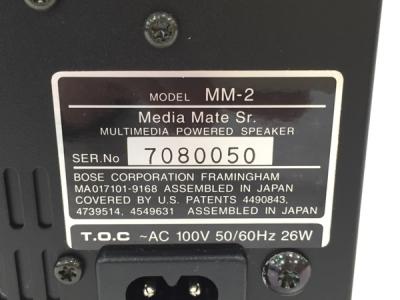 MODEL MM-2
Media Mate Sr.
MULTIMEDIA POWERED SPEAKER
SER.No 7080050
BOSE CORPORATION FRAMINGHAM
MA017101-9168 ASSEMBLED IN JAPAN
COVERED BY U.S. PATENTS 4490843,
4739514, 4549631 ASSEMBLED IN JAPAN
T.O.C ~AC 100V 50/60Hz 26W